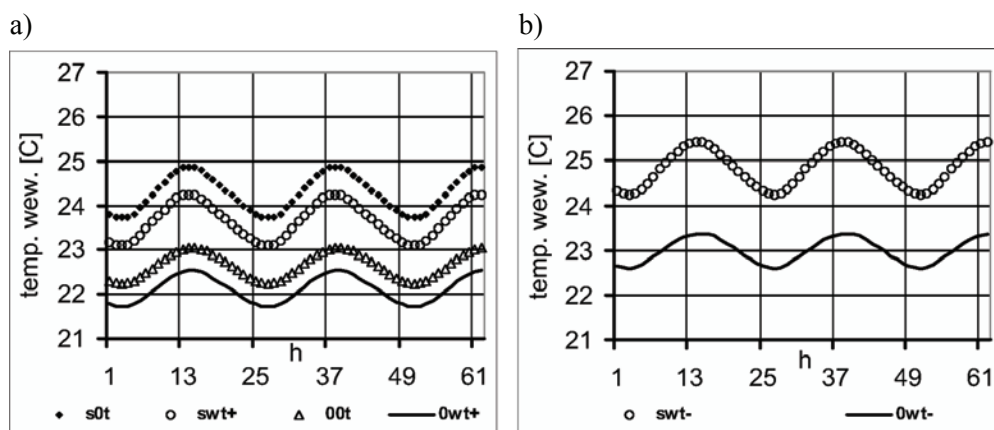 a)
27
26
25
24
23
22
21
temp. wew. [C]
h
1 13 25 37 49 61
s0t swt+ 00t 0wt+
b)
27
26
25
24
23
22
21
temp. wew. [C]
h
1 13 25 37 49 61
swt- 0wt-